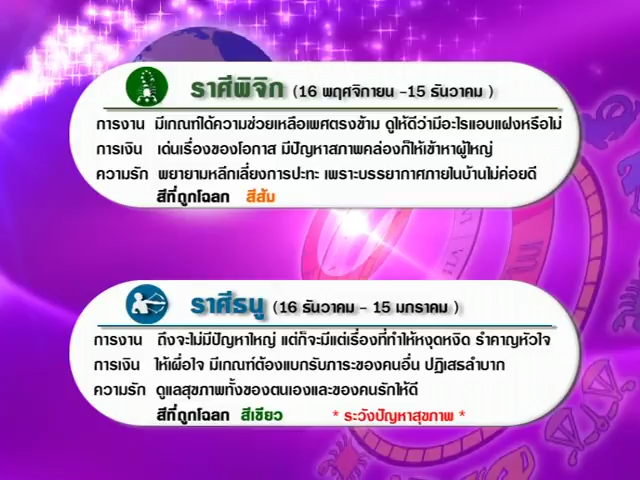 ราศีพิจิก (16 พฤศจิกายน -15 ธันวาคม )
การงาน มีเกณฑ์ได้ความช่วยเหลือเพศตรงข้าม ดูให้ดีว่ามีอะไรแอบแฝงหรือไม่
การเงิน เด่นเรื่องของโอกาส มีปัญหาสภาพคล่องก็ให้เข้าหาผู้ใหญ่
ความรัก พยายามหลีกเลี่ยงการปะทะ เพราะบรรยากาศภายในบ้านไม่ค่อยดี
สีที่ถูกโฉลก สีส้ม
ราศีธนู (16 ธันวาคม - 15 มกราคม )
การงาน ถึงจะไม่มีปัญหาใหญ่ แต่ก็จะมีแต่เรื่องที่ทำให้หงุดหงิด รำคาญหัวใจ
การเงิน ให้เผื่อใจ มีเกณฑ์ต้องแบกรับภาระของคนอื่น ปฏิเสธลำบาก
ความรัก ดูแลสุขภาพทั้งของตนเองและของคนรักให้ดี
สีที่ถูกโฉลก สีเขียว * ระวังปัญหาสุขภาพ *